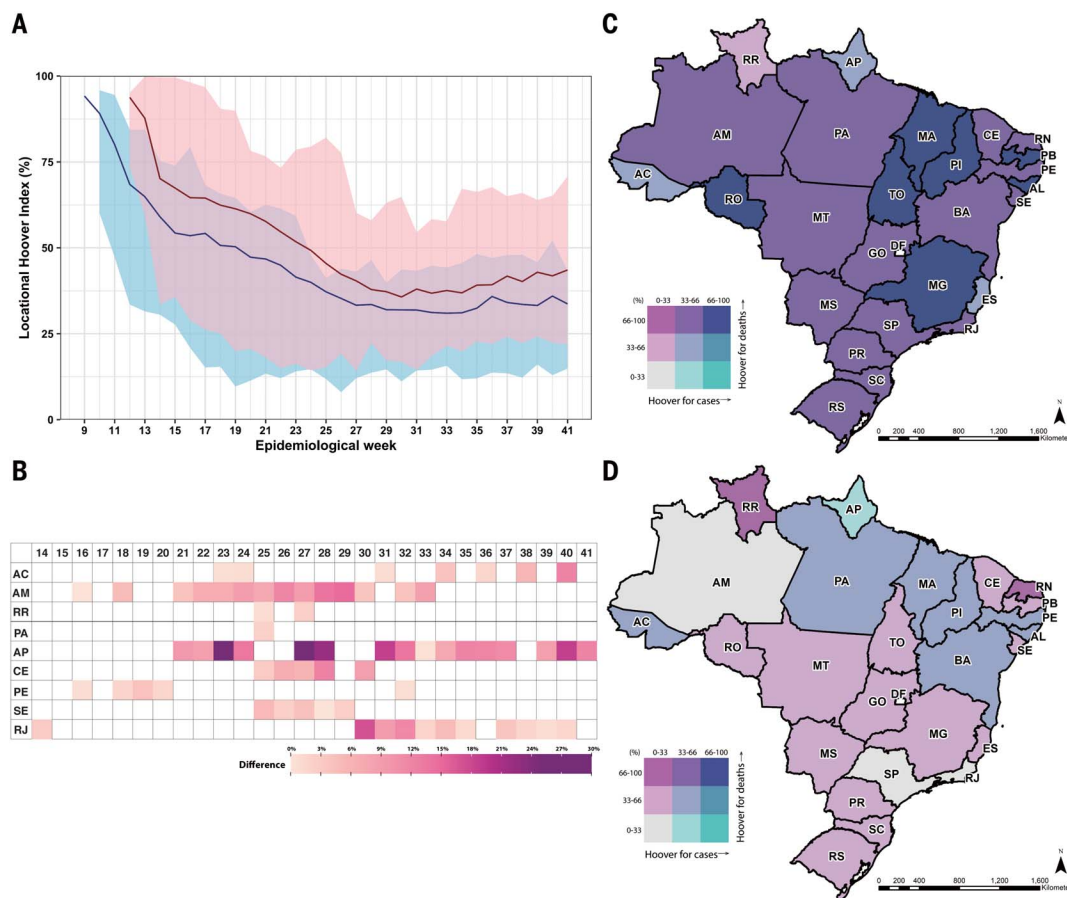 A
Locational Hoover Index (%)
100
75
50
25
0
9 11 13 15 17 19 21 23 25 27 29 31 33 35 37 39 41
Epidemiological week
B
14 15 16 17 18 19 20 21 22 23 24 25 26 27 28 29 30 31 32 33 34 35 36 37 38 39 40 41
AC
AM
RR
PA
AP
CE
PE
SE
RJ
Difference
0% 3% 6% 9% 12% 15% 18% 21% 24% 27% 30%
C
RR
AP
AM
PA
MA
CE
RN
PB
PE
PI
AC
AL
SE
RO
TO
BA
MT
GO
DF
MG
ES
MS
SP
RJ
PR
SC
RS
(%) 0-33 33-66 66-100
66-100
33-66
0-33
Hoover for deaths
Hoover for cases
N
0 200 400 800 1,200 1,600
Kilomete
D
RR
AP
AM
PA
MA
CE
RN
PB
PE
PI
AC
AL
SE
RO
TO
BA
MT
GO
DF
MG
ES
MS
SP
RJ
PR
SC
RS
(%) 0-33 33-66 66-100
66-100
33-66
0-33
Hoover for deaths
Hoover for cases
N
0 200 400 800 1,200 1,600
Kilomete